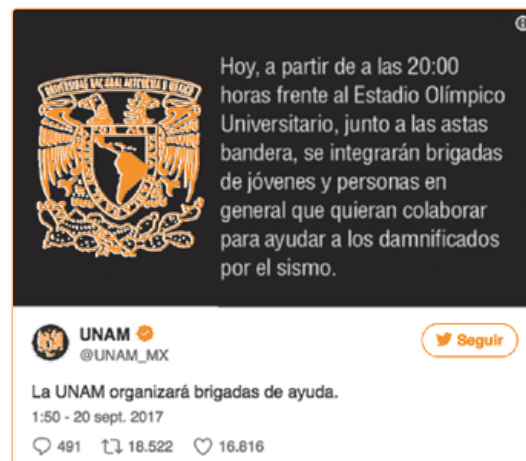 Hoy, a partir de a las 20:00
horas frente al Estadio Olímpico
Universitario, junto a las astas
bandera, se integrarán brigadas
de jóvenes y personas en
general que quieran colaborar
para ayudar a los damnificados
por el sismo.
UNAM
@UNAM_MX
Seguir
La UNAM organizará brigadas de ayuda.
1:50 - 20 sept. 2017
491 18.522 16.816